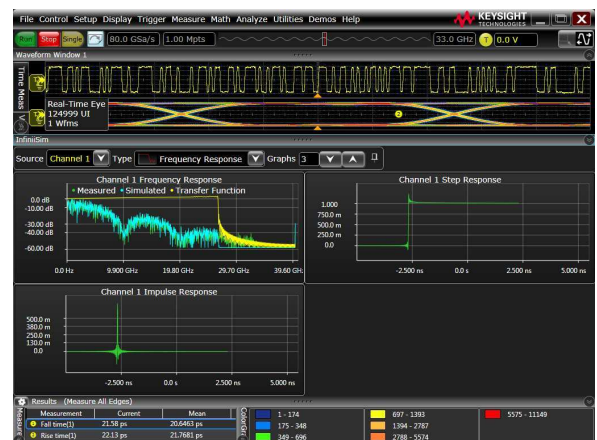 File Control Setup Display Trigger Measure Math Analyze Utilities Demos Help
KEYSIGHT
TECHNOLOGIES
Run Stop Single 80.0 GSa/s 1.00 Mpts 33.0 GHz T 0.0 V
Waveform Window 1
Time Meas
Real-Time Eye
124999 UI
1 Wfms
2
InfiniiSim
Source Channel 1 Type Frequency Response Graphs 3
Channel 1 Frequency Response
Measured Simulated Transfer Function
0.0 dB
-10.00 dB
-30.00 dB
-40.00 dB
-60.00 dB
0.0 Hz 9.900 GHz 19.80 GHz 29.70 GHz 39.60 GH
Channel 1 Step Response
1.000
750.0 m
500.0 m
250.0 m
0.0
-2.500 ns 0.0 s 2.500 ns 5.000 ns
Channel 1 Impulse Response
500.0 m
380.0 m
250.0 m
130.0 m
0.0
-2.500 ns 0.0 s 2.500 ns 5.000 ns
Results (Measure All Edges)
Measure
Measurement Current Mean
Fall time(1) 21.58 ps 20.6463 ps
Rise time(1) 22.13 ps 21.7681 ps
ColorGr
1 - 174
175 - 348
349 - 696
697 - 1393
1394 - 2787
2788 - 5574
5575 - 11149